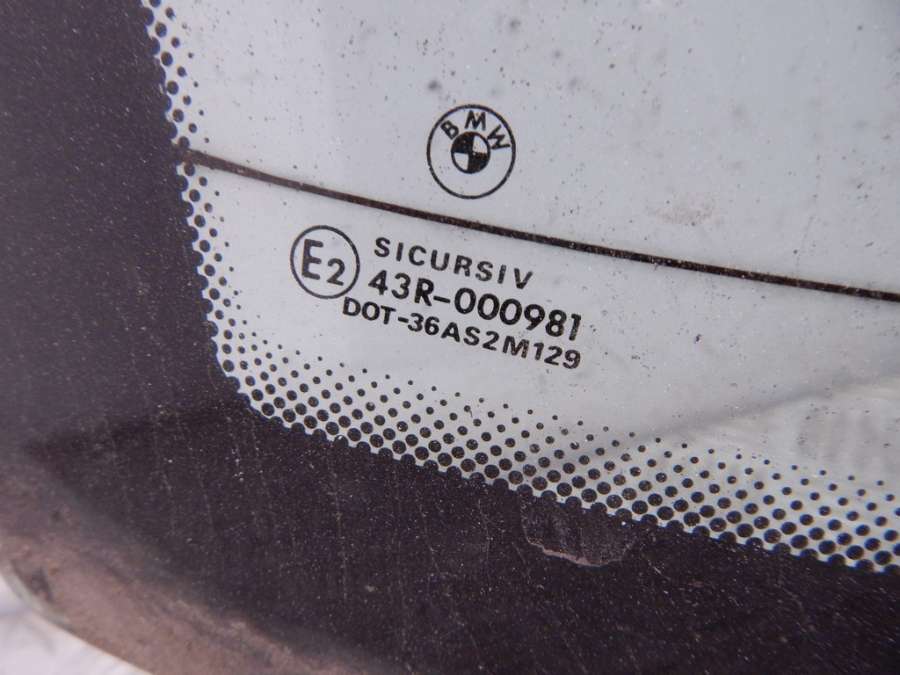 BMW
E2
SICURSIV
43R-000981
DOT-36AS2M129